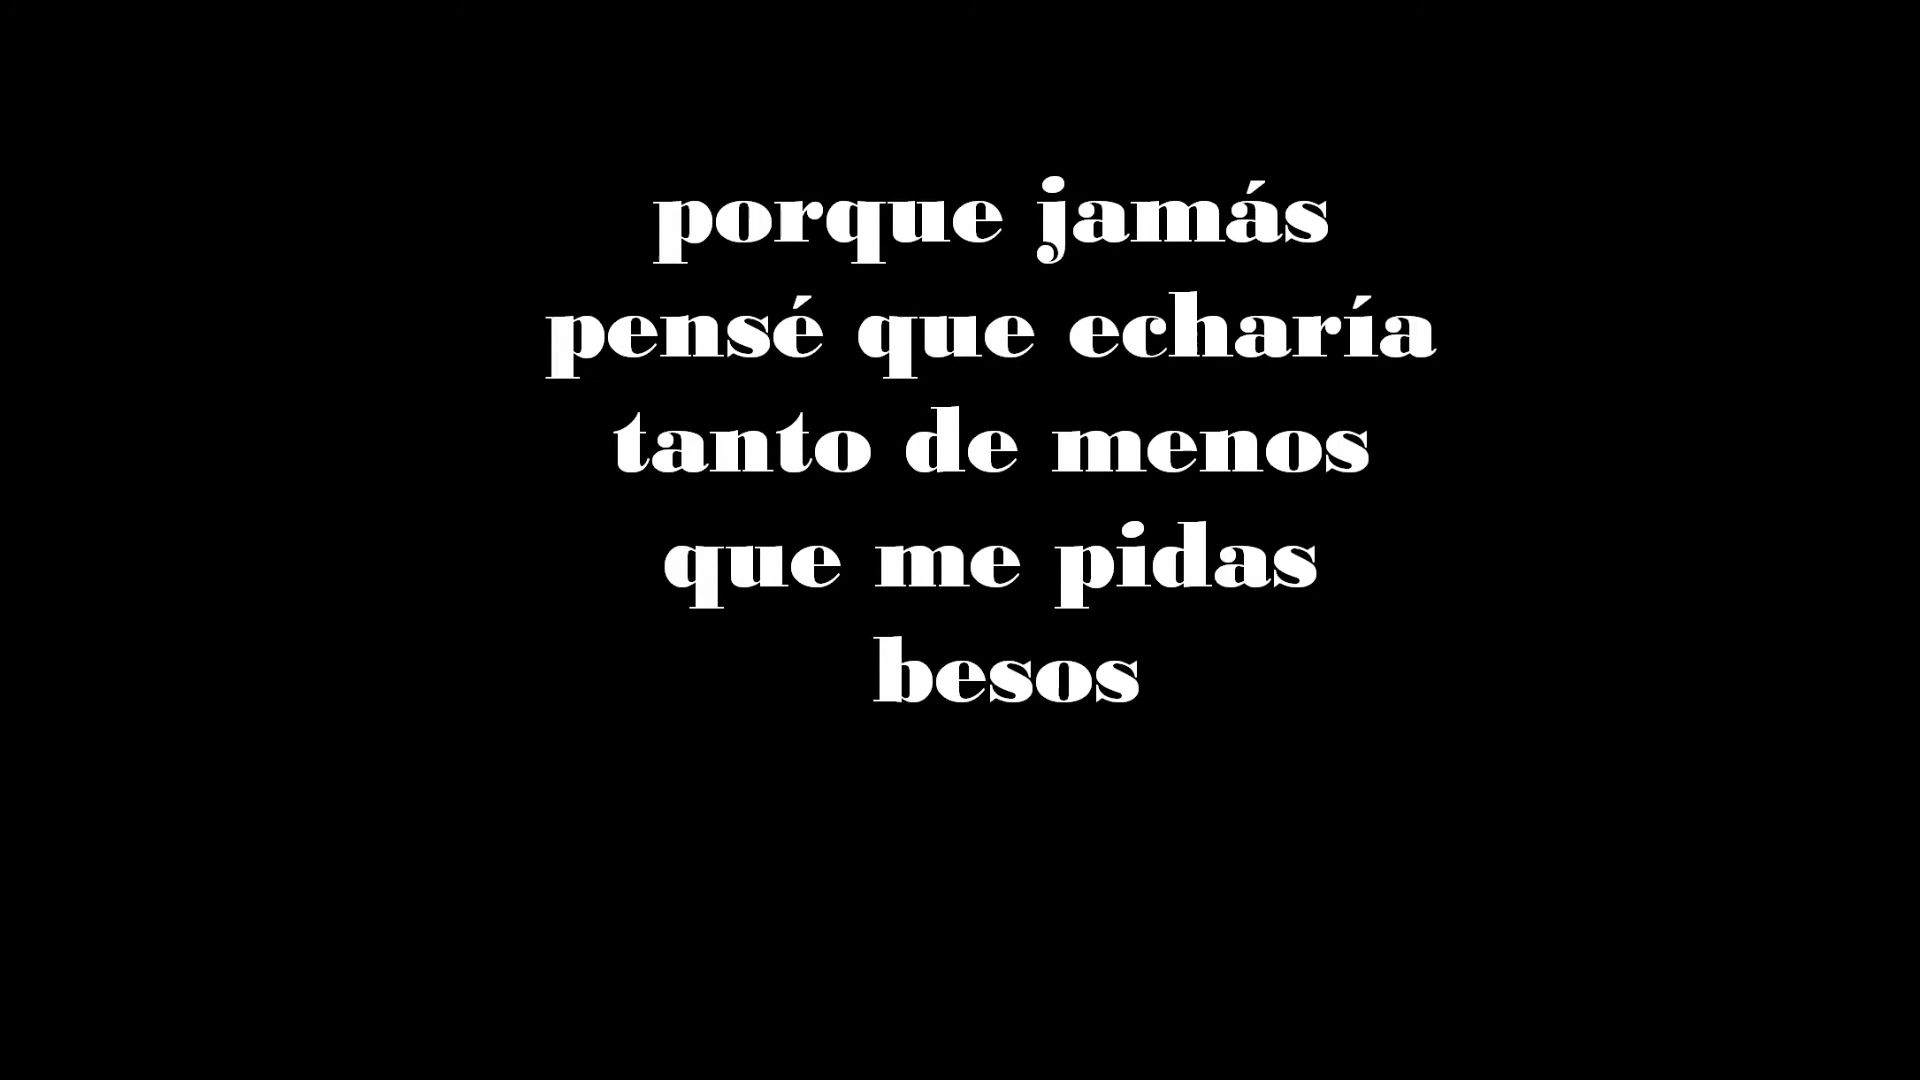 porque jamás
pensé que echaría
tanto de menos
que me pidas
besos